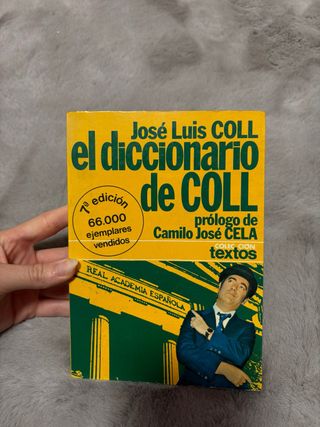 José Luis COLL
el diccionario
de COLL
7ª edición
66.000
ejemplares
vendidos
prólogo de
Camilo José CELA
COLECCIÓN
textos
REAL ACADEMIA ESPAÑOLA